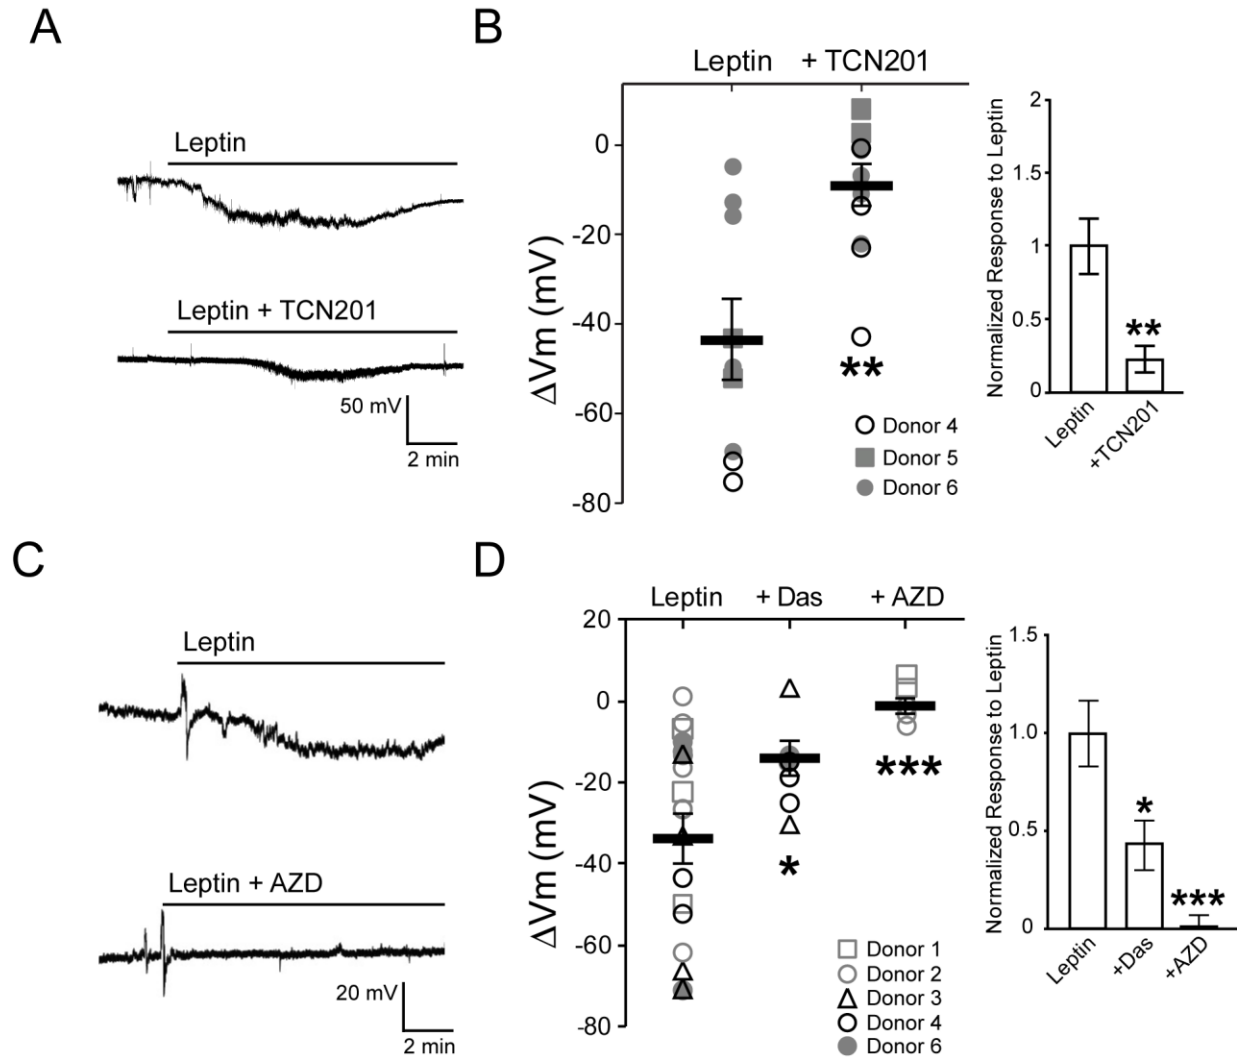 A
Leptin
Leptin + TCN201
50 mV
2 min
B
Leptin + TCN201
ΔVm (mV)
0
-20
-40
-60
-80
**
Donor 4
Donor 5
Donor 6
Normalized Response to Leptin
2
1.5
1
0.5
0
**
Leptin
+TCN201
C
Leptin
Leptin + AZD
20 mV
2 min
D
Leptin + Das + AZD
ΔVm (mV)
20
0
-20
-40
-60
-80
*
***
Donor 1
Donor 2
Donor 3
Donor 4
Donor 6
Normalized Response to Leptin
1.5
1.0
0.5
0
*
***
Leptin
+Das
+AZD